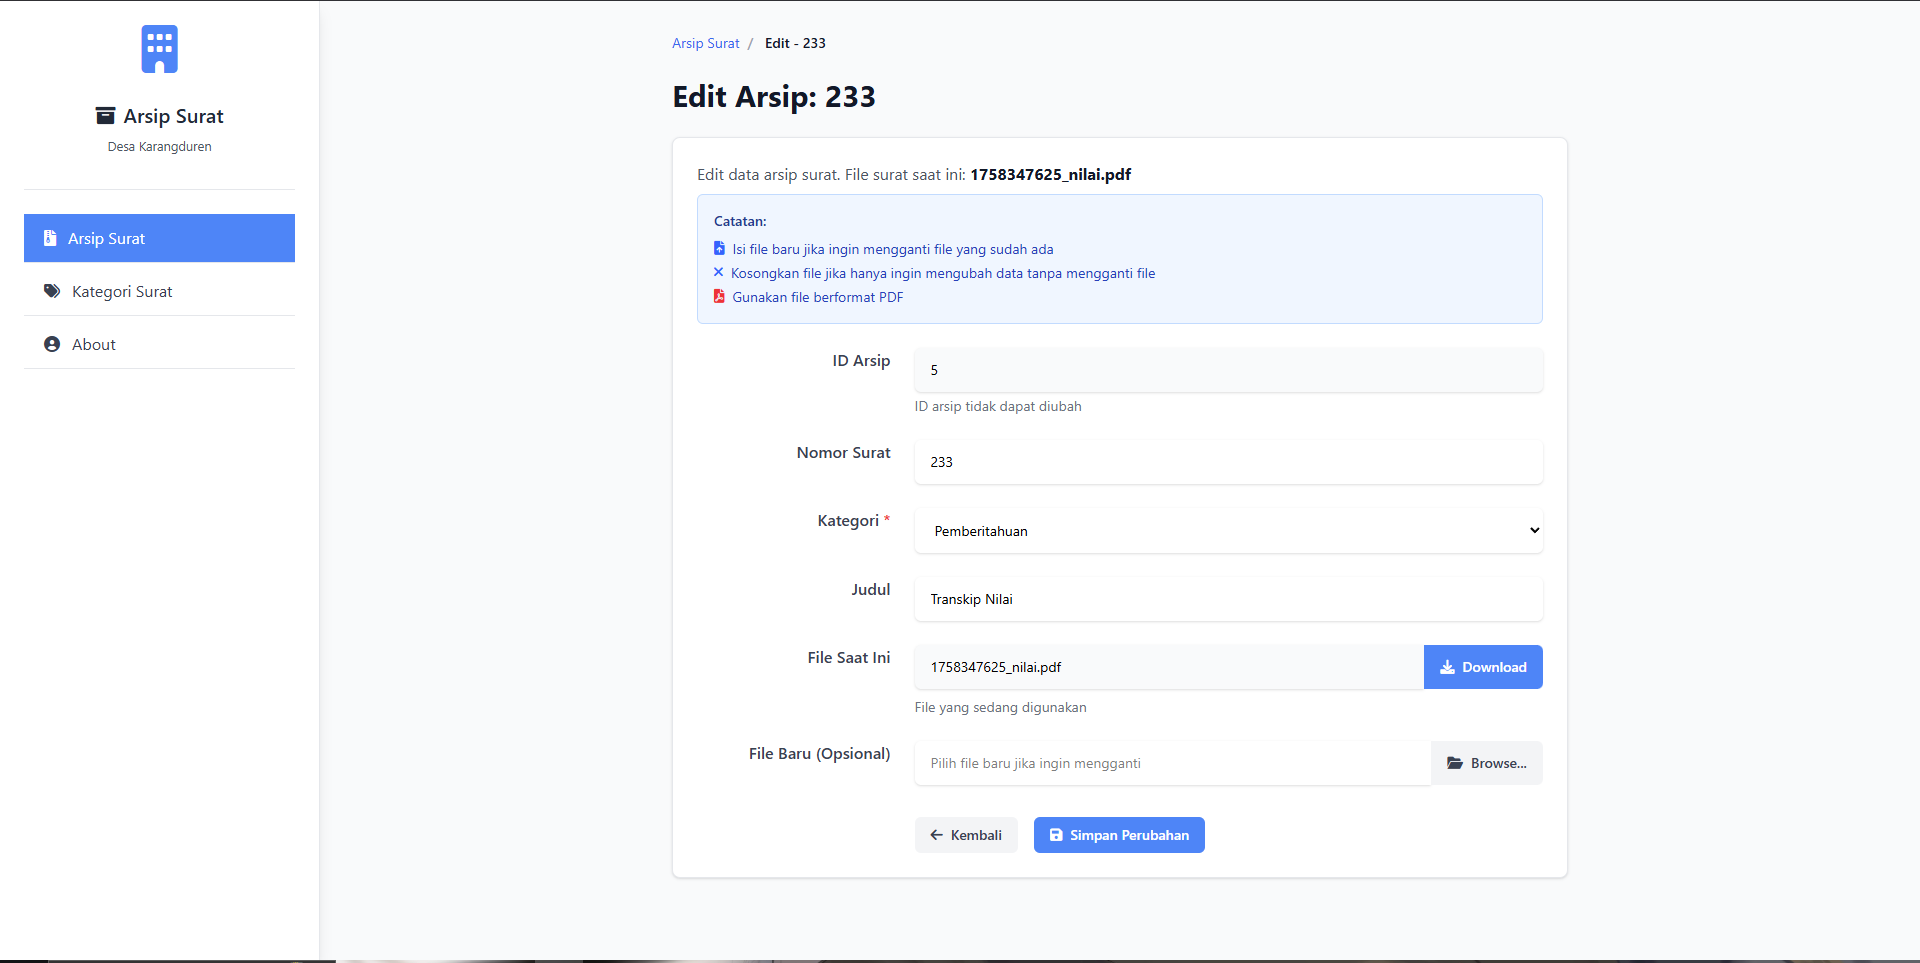 Arsip Surat
Desa Karangduren
Arsip Surat
Kategori Surat
About
Arsip Surat / Edit - 233
Edit Arsip: 233
Edit data arsip surat. File surat saat ini: 1758347625_nilai.pdf
Catatan:
Isi file baru jika ingin mengganti file yang sudah ada
Kosongkan file jika hanya ingin mengubah data tanpa mengganti file
Gunakan file berformat PDF
ID Arsip
5
ID arsip tidak dapat diubah
Nomor Surat
233
Kategori *
Pemberitahuan
Judul
Transkip Nilai
File Saat Ini
1758347625_nilai.pdf
Download
File yang sedang digunakan
File Baru (Opsional)
Pilih file baru jika ingin mengganti
Browse...
Kembali
Simpan Perubahan